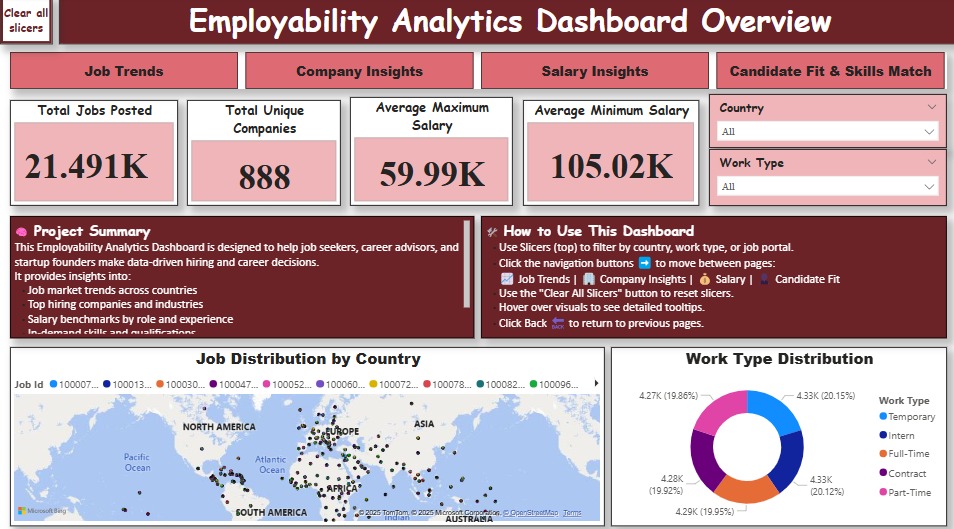 Clear all
slicers
Employability Analytics Dashboard Overview
Job Trends
Company Insights
Salary Insights
Candidate Fit & Skills Match
Total Jobs Posted
21.491K
Total Unique
Companies
888
Average Maximum
Salary
59.99K
Average Minimum Salary
105.02K
Country
All
Work Type
All
Project Summary
This Employability Analytics Dashboard is designed to help job seekers, career advisors, and
startup founders make data-driven hiring and career decisions.
It provides insights into:
Job market trends across countries
Top hiring companies and industries
Salary benchmarks by role and experience
In-demand skills and qualifications
How to Use This Dashboard
Use Slicers (top) to filter by country, work type, or job portal.
Click the navigation buttons ➡️ to move between pages:
Job Trends | Company Insights | Salary | Candidate Fit
Use the "Clear All Slicers" button to reset slicers.
Hover over visuals to see detailed tooltips.
Click Back 🔙 to return to previous pages.
Job Distribution by Country
Job Id 100007... 100013... 100030... 100047... 100052... 100060... 100072... 100078... 100082... 100096...
NORTH AMERICA
EUROPE
ASIA
Pacific
Ocean
Atlantic
Ocean
AFRICA
SOUTH AMERICA
Indian
AUSTRALIA
Microsoft Bing
© 2025 TomTom, © 2025 Microsoft Corporation, © OpenStreetMap Terms
Work Type Distribution
4.27K (19.86%)
4.33K (20.15%)
4.28K
(19.92%)
4.33K
(20.12%)
4.29K (19.95%)
Work Type
Temporary
Intern
Full-Time
Contract
Part-Time